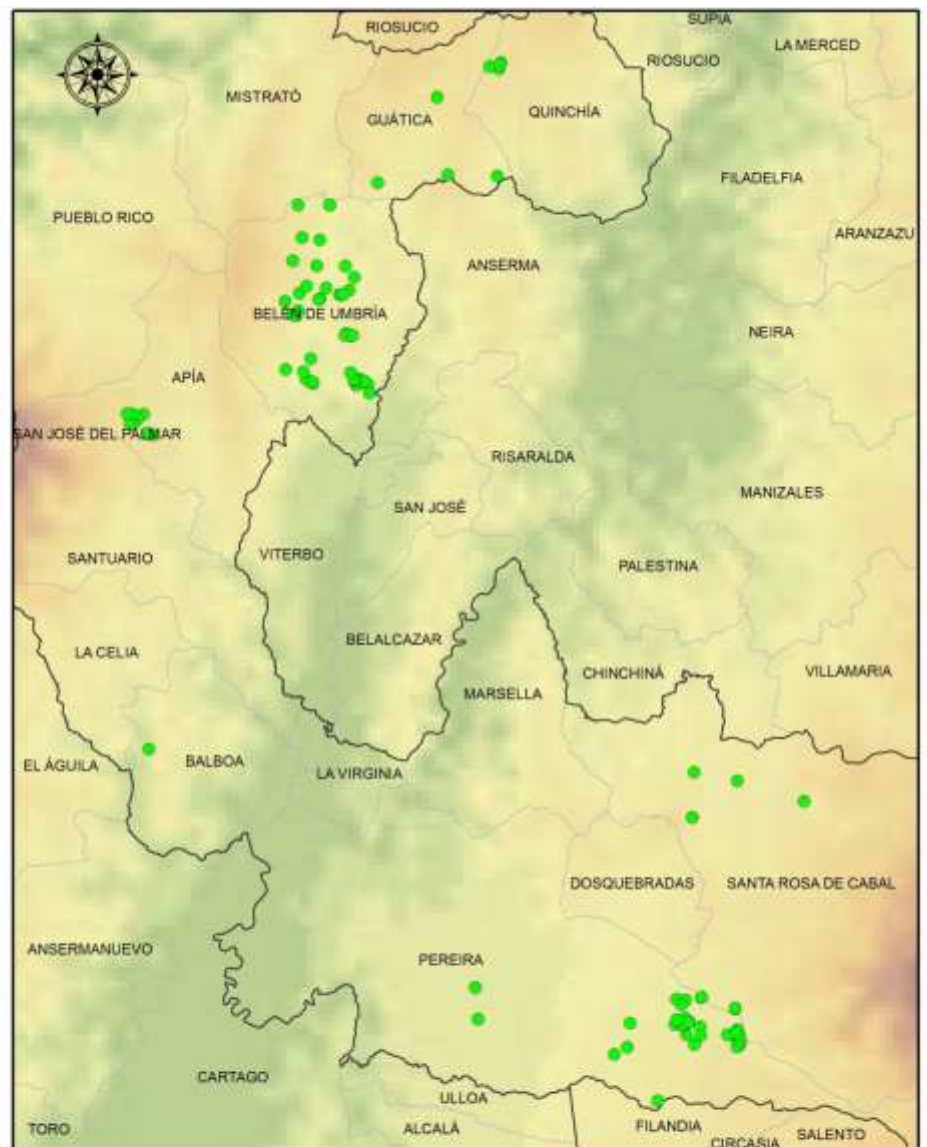 SUPIA
RIOSUCIO
LA MERCED
RIOSUCIO
MISTRATÓ
QUINCHÍA
GUÁTICA
FILADELFIA
PUEBLO RICO
ARANZAZU
ANSERMA
BELÉN DE UMBRÍA
NEIRA
APÍA
SAN JOSÉ DEL PALMAR
RISARALDA
MANIZALES
SAN JOSÉ
SANTUARIO
VITERBO
PALESTINA
BELALCAZAR
LA CELIA
CHINCHINÁ
VILLAMARIA
MARSELLA
EL ÁGUILA
BALBOA
LA VIRGINIA
DOSQUEBRADAS
SANTA ROSA DE CABAL
ANSERMANUEVO
PEREIRA
CARTAGO
ULLOA
TORO
ALCALÁ
FILANDIA
SALENTO
CIRCASIA